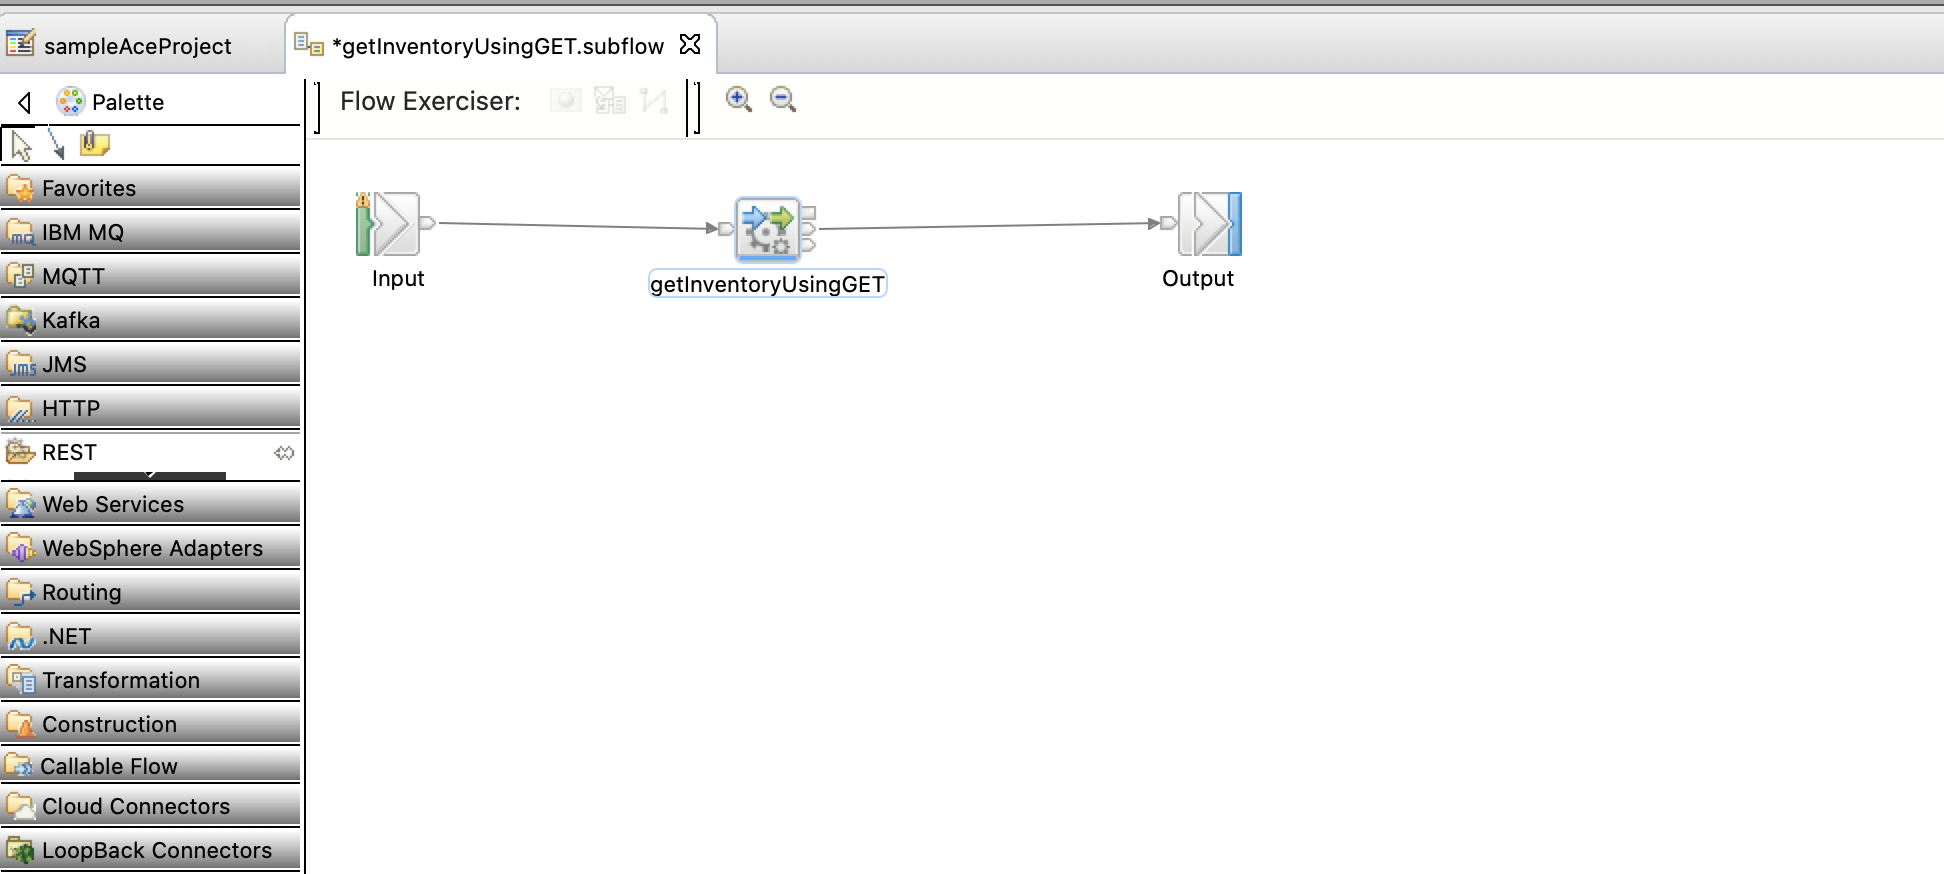 sampleAceProject
*getInventoryUsingGET.subflow
Palette
Flow Exerciser:
Favorites
IBM MQ
MQTT
Kafka
JMS
HTTP
REST
Web Services
WebSphere Adapters
Routing
.NET
Transformation
Construction
Callable Flow
Cloud Connectors
LoopBack Connectors
Input
getInventoryUsingGET
Output